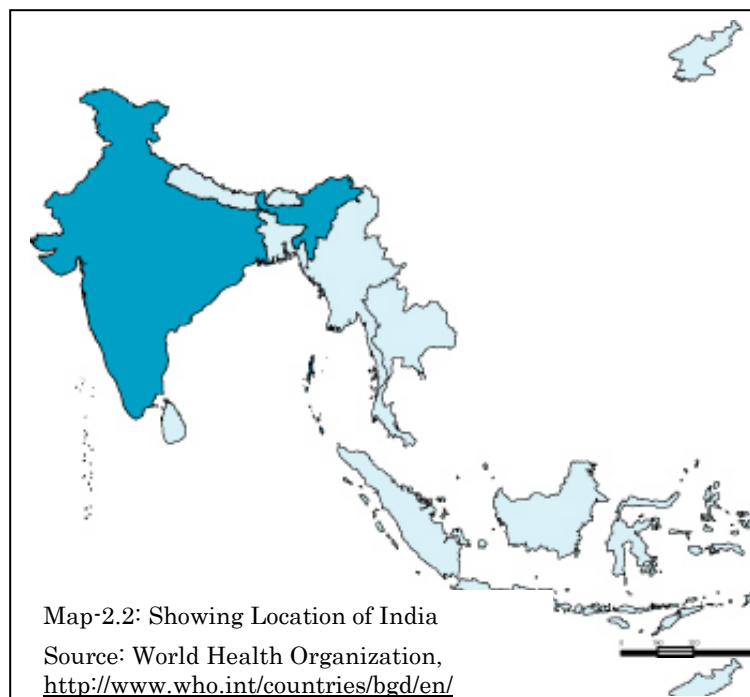 Map-2.2: Showing Location of India
Source: World Health Organization,
http://www.who.int/countries/bgd/en/